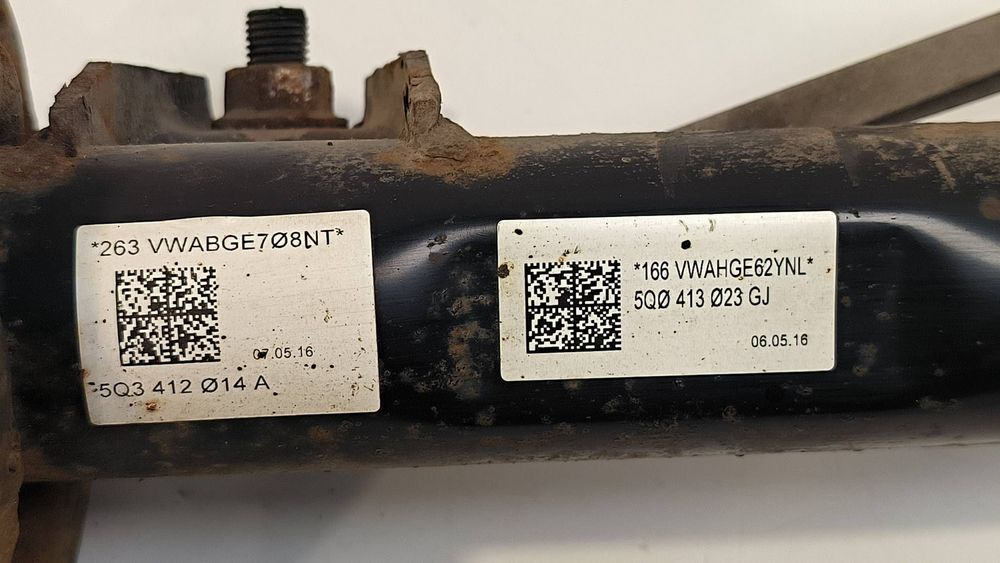 *263 VWABGE7Ø8NT*
07.05.16
5Q3 412 Ø14 A
*166 VWAHGE62YNL*
5QØ 413 Ø23 GJ
06.05.16